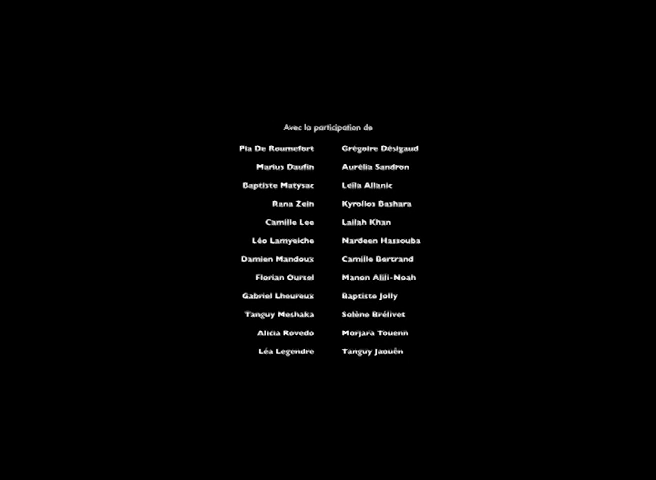 Avec la participation de
Pia De Roumefort Grégoire Désigaud
Marius Daufin Aurélia Sandron
Baptiste Matysac Leïla Allanic
Rana Zein Kyrollos Bashara
Camille Lee Lailah Khan
Léo Lamyeiche Nardeen Hassouba
Damien Mandoux Camille Bertrand
Florian Oursel Manon Alili-Noah
Gabriel Lheureux Baptiste Jolly
Tanguy Meshaka Solène Brélivet
Alicia Rovedo Morjara Touenn
Léa Legendre Tanguy Jaouën